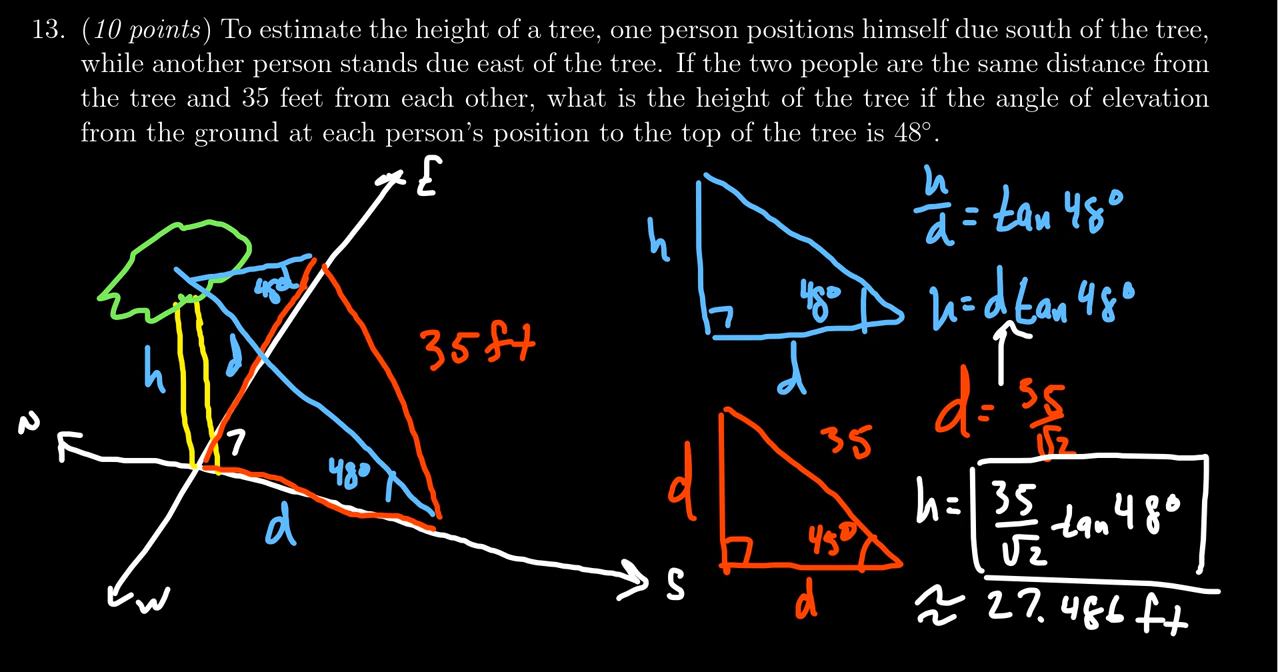 13. (10 points) To estimate the height of a tree, one person positions himself due south of the tree,
while another person stands due east of the tree. If the two people are the same distance from
the tree and 35 feet from each other, what is the height of the tree if the angle of elevation
from the ground at each person's position to the top of the tree is 48°.
E
48°
d
35 ft
h
N
48°
d
S
W
h
48°
d
h/d = tan 48°
h = d tan 48°
d = 35/√2
35
d
45°
d
h = 35/√2 tan 48°
≈ 27.486 ft